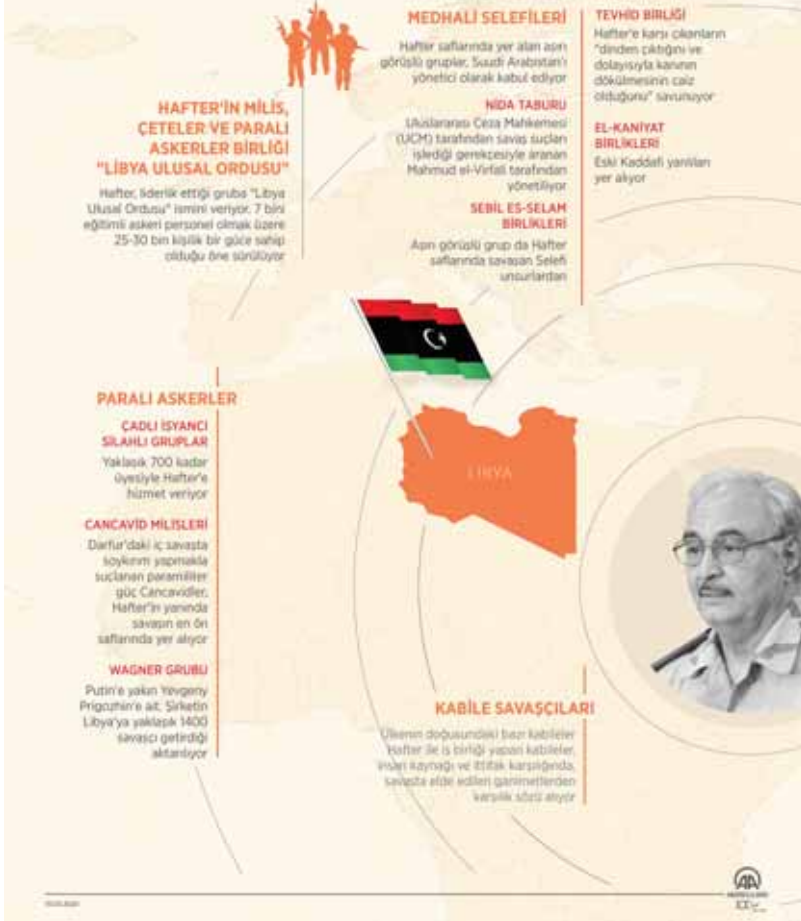 HAFTER'İN MİLİS,
ÇETELER VE PARALI
ASKERLER BİRLİĞİ
"LİBYA ULUSAL ORDUSU"
Hafter, liderlik ettiği gruba "Libya
Ulusal Ordusu" ismini veriyor. 7 bini
eğitimli askeri personel olmak üzere
25-30 bin kişilik bir güce sahip
olduğu öne sürülüyor
MEDHALİ SELEFİLERİ
Hafter saflarında yer alan aşırı
görüşlü gruplar, Suudi Arabistan'ı
yönetici olarak kabul ediyor
NİDA TABURU
Uluslararası Ceza Mahkemesi
(UCM) tarafından savaş suçları
işlediği gerekçesiyle aranan
Mahmud el-Virfali tarafından
yönetiliyor
SEBİL ES-SELAM
BİRLİKLERİ
Aşırı görüşlü grup da Hafter
saflarında savaşan Selefi
unsurlardan
TEVHİD BİRLİĞİ
Hafter'e karşı çıkanların
"dinden çıktığını ve
dolayısıyla kanının
dökülmesinin caiz
olduğunu" savunuyor
EL-KANİYAT
BİRLİKLERİ
Eski Kaddafi yanlıları
yer alıyor
LİBYA
PARALI ASKERLER
ÇADLI İSYANCI
SİLAHLI GRUPLAR
Yaklaşık 700 kadar
üyesiyle Hafter'e
hizmet veriyor
CANCAVİD MİLİSLERİ
Darfur'daki iç savaşta
soykırım yapmakla
suçlanan paramiliter
güç Cancavidler,
Hafter'in yanında
savaşın en ön
saflarında yer alıyor
WAGNER GRUBU
Putin'e yakın Yevgeny
Prigozhin'e ait. Şirketin
Libya'ya yaklaşık 1400
savaşçı getirdiği
aktarılıyor
KABİLE SAVAŞÇILARI
Ülkenin doğusundaki bazı kabileler
Hafter ile iş birliği yapan kabileler,
insan kaynağı ve ittifak karşılığında,
savaşta elde edilen ganimetlerden
karşılık sözü alıyor
AA